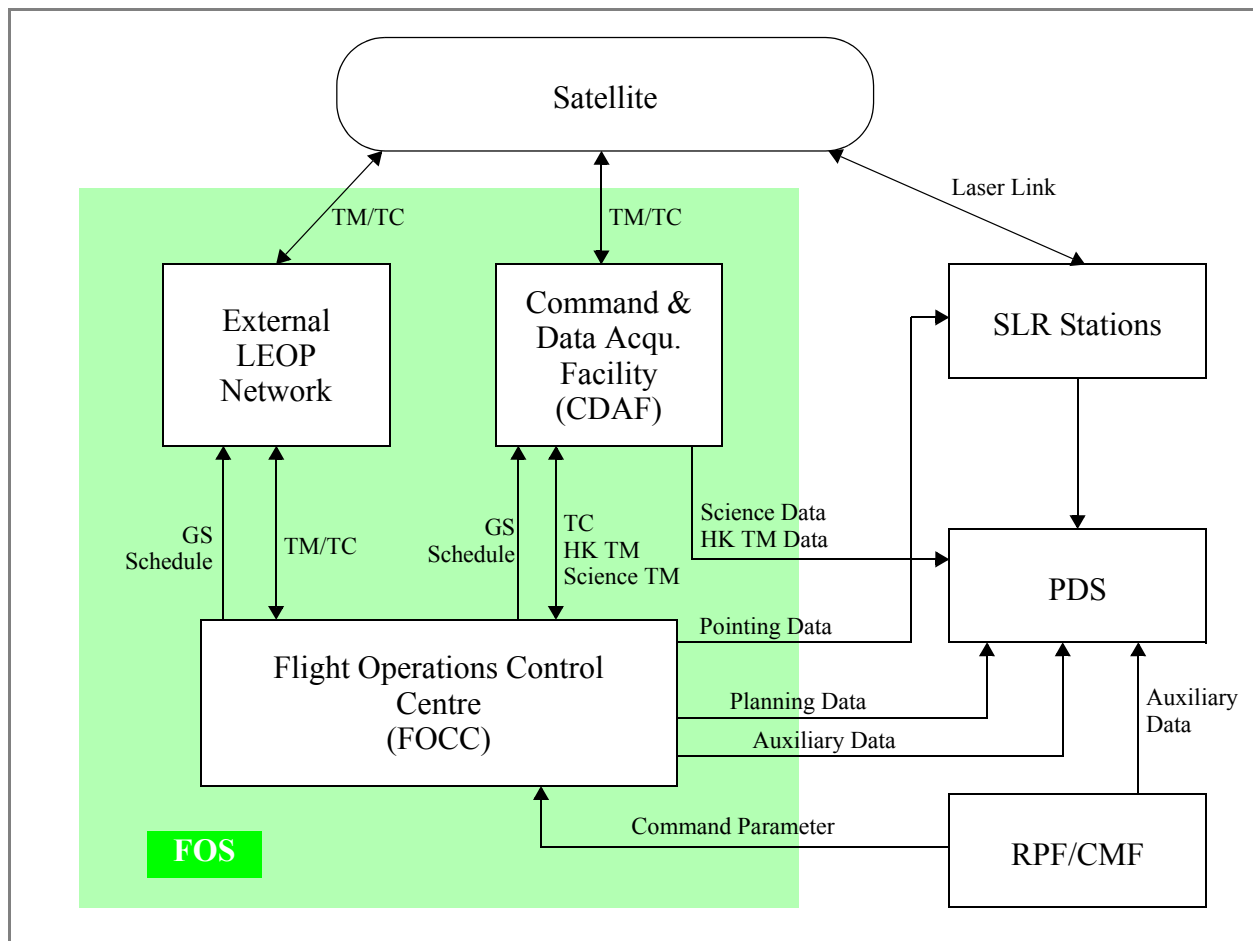 Satellite
Laser Link
TM/TC
TM/TC
External
LEOP
Network
Command &
Data Acqu.
Facility
(CDAF)
SLR Stations
GS
Schedule
TM/TC
GS
Schedule
TC
HK TM
Science TM
Science Data
HK TM Data
PDS
Pointing Data
Flight Operations Control
Centre
(FOCC)
Planning Data
Auxiliary Data
Auxiliary
Data
Command Parameter
FOS
RPF/CMF